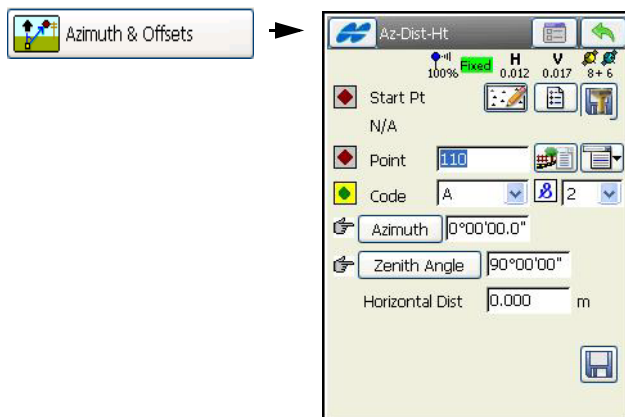 Azimuth & Offsets
Az-Dist-Ht
100% Fixed H 0.012 V 0.017 8+6
Start Pt
N/A
Point 110
Code A 2
Azimuth 0°00'00.0"
Zenith Angle 90°00'00"
Horizontal Dist 0.000 m